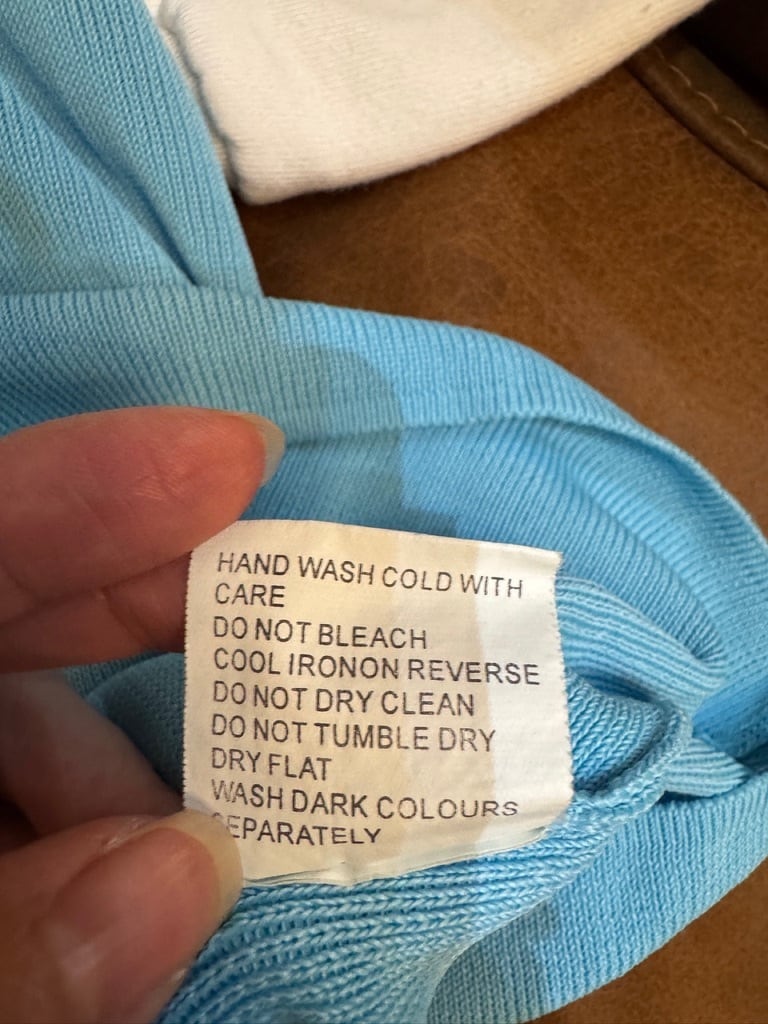 HAND WASH COLD WITH
CARE
DO NOT BLEACH
COOL IRONON REVERSE
DO NOT DRY CLEAN
DO NOT TUMBLE DRY
DRY FLAT
WASH DARK COLOURS
SEPARATELY